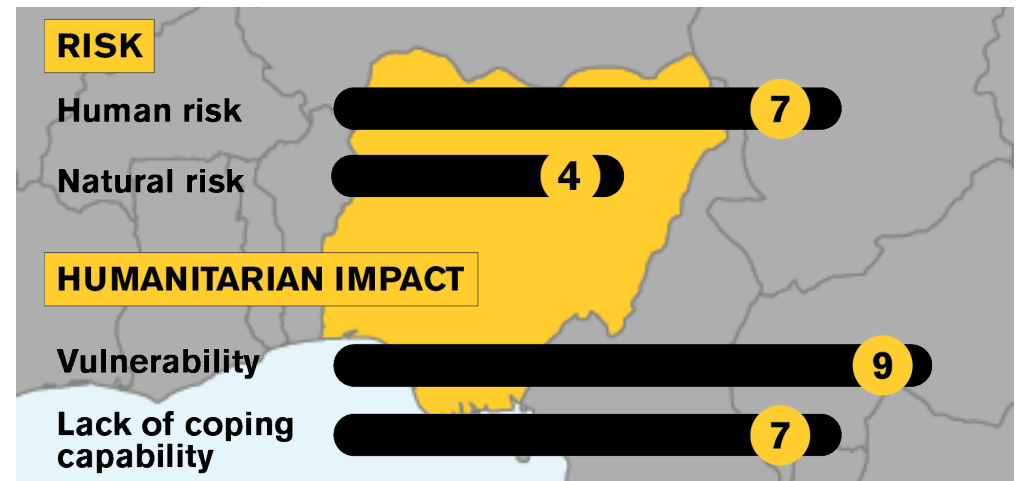 RISK
Human risk
7
Natural risk
4
HUMANITARIAN IMPACT
Vulnerability
9
Lack of coping
capability
7